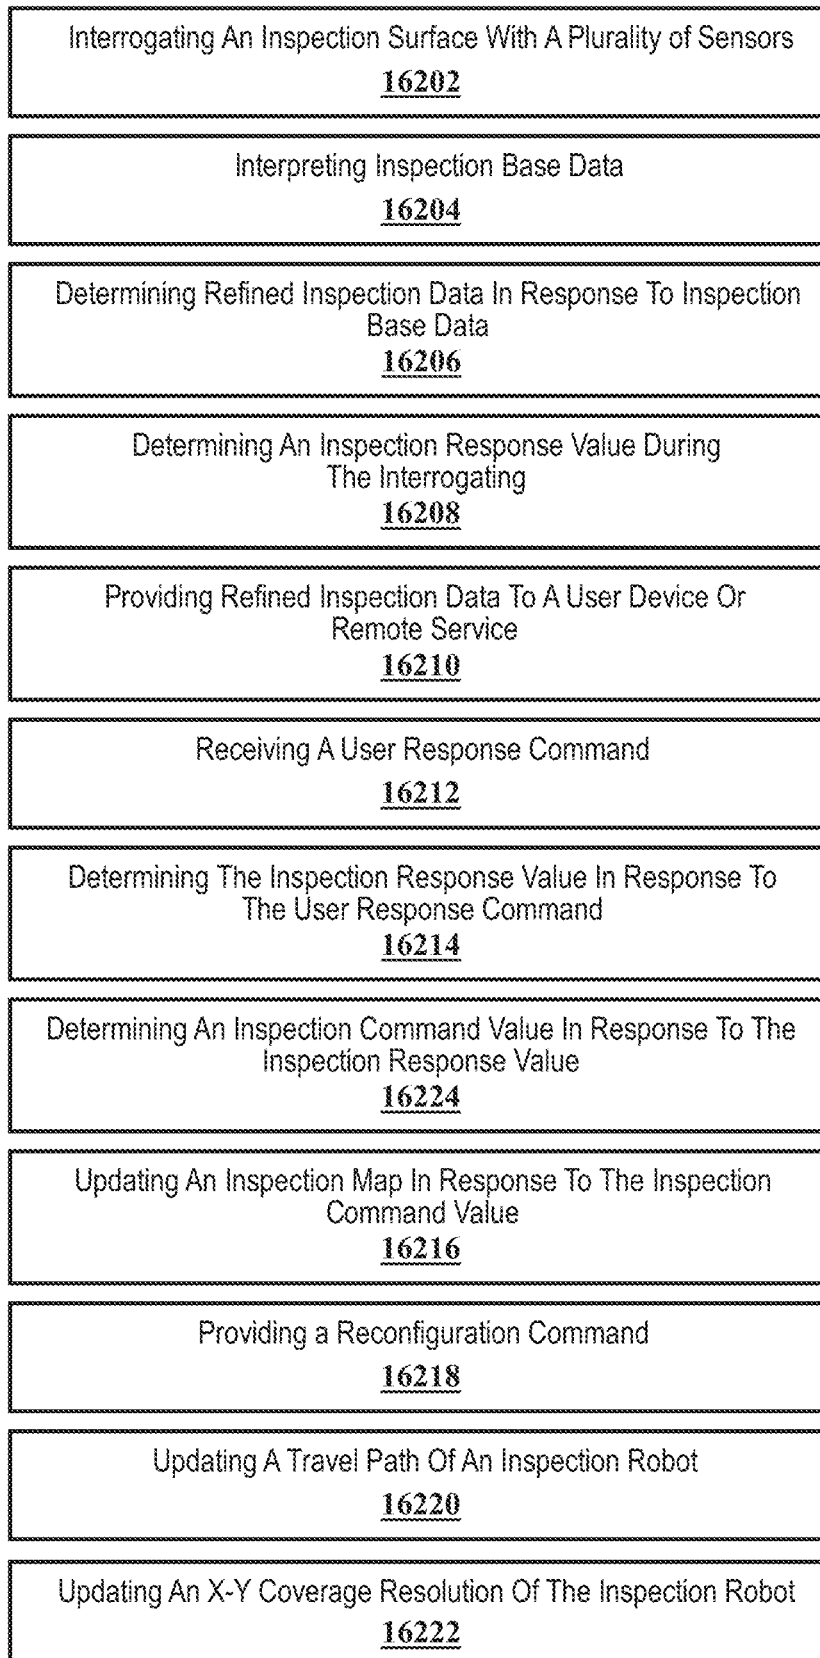 Interrogating An Inspection Surface With A Plurality of Sensors
16202
Interpreting Inspection Base Data
16204
Determining Refined Inspection Data In Response To Inspection
Base Data
16206
Determining An Inspection Response Value During
The Interrogating
16208
Providing Refined Inspection Data To A User Device Or
Remote Service
16210
Receiving A User Response Command
16212
Determining The Inspection Response Value In Response To
The User Response Command
16214
Determining An Inspection Command Value In Response To The
Inspection Response Value
16224
Updating An Inspection Map In Response To The Inspection
Command Value
16216
Providing a Reconfiguration Command
16218
Updating A Travel Path Of An Inspection Robot
16220
Updating An X-Y Coverage Resolution Of The Inspection Robot
16222